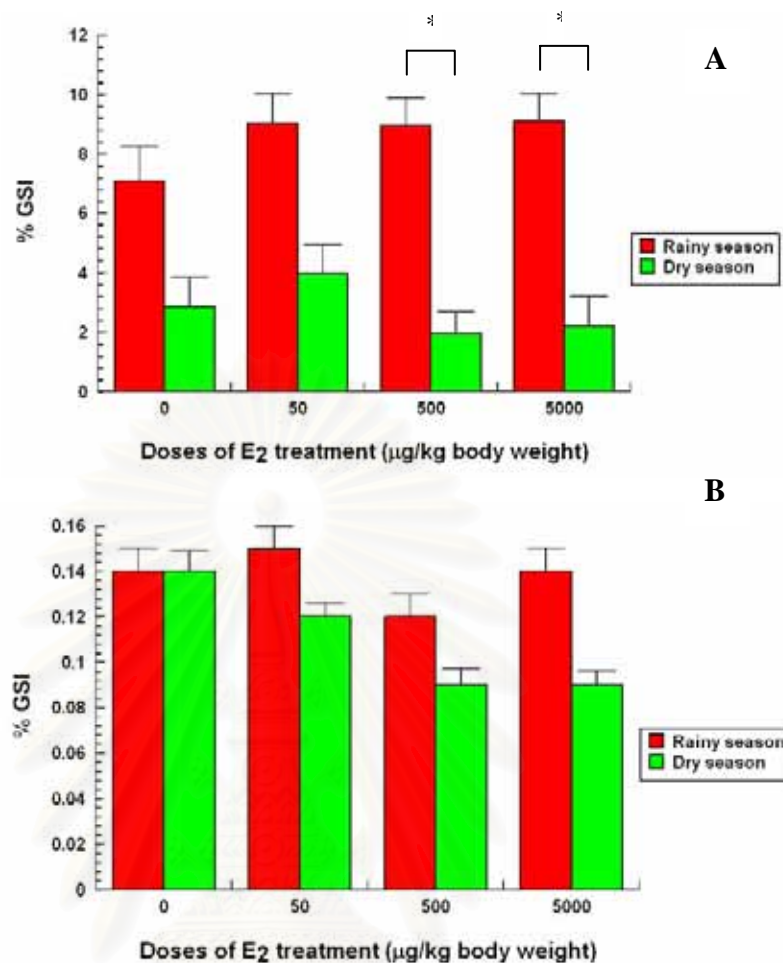 *
*
A
12
10
8
6
4
2
0
% GSI
0 50 500 5000
Doses of E2 treatment (µg/kg body weight)
Rainy season
Dry season
B
0.16
0.14
0.12
0.1
0.08
0.06
0.04
0.02
0
% GSI
0 50 500 5000
Doses of E2 treatment (µg/kg body weight)
Rainy season
Dry season